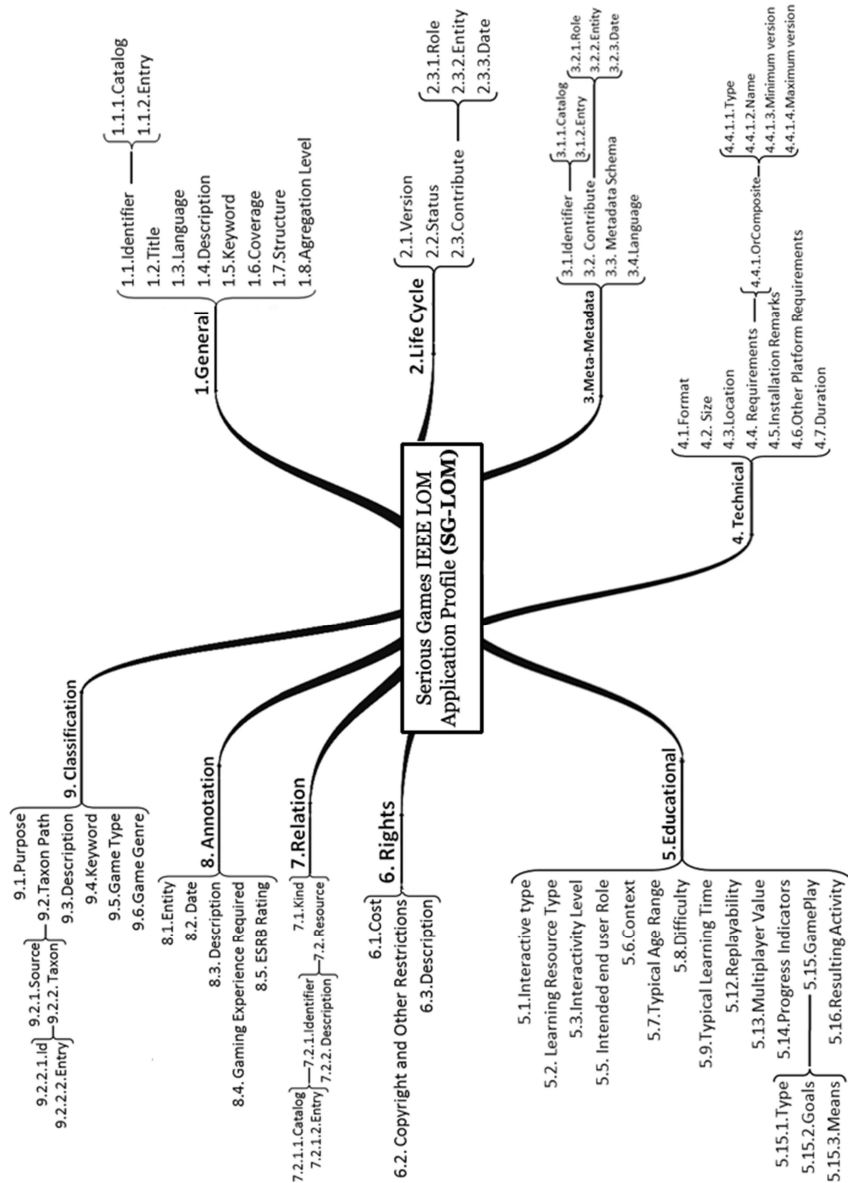 Serious Games IEEE LOM
Application Profile (SG-LOM)
1.General
1.1.Identifier
1.1.1.Catalog
1.1.2.Entry
1.2.Title
1.3.Language
1.4.Description
1.5.Keyword
1.6.Coverage
1.7.Structure
1.8.Agregation Level
2.Life Cycle
2.1.Version
2.2.Status
2.3.Contribute
2.3.1.Role
2.3.2.Entity
2.3.3.Date
3.Meta-Metadata
3.1.Identifier
3.1.1.Catalog
3.1.2.Entry
3.2. Contribute
3.2.1.Role
3.2.2.Entity
3.2.3.Date
3.3. Metadata Schema
3.4.Language
4. Technical
4.1.Format
4.2. Size
4.3.Location
4.4. Requirements
4.4.1.OrComposite
4.4.1.1.Type
4.4.1.2.Name
4.4.1.3.Minimum version
4.4.1.4.Maximum version
4.5.Installation Remarks
4.6.Other Platform Requirements
4.7.Duration
5.Educational
5.1.Interactive type
5.2. Learning Resource Type
5.3.Interactivity Level
5.5. Intended end user Role
5.6.Context
5.7.Typical Age Range
5.8.Difficulty
5.9.Typical Learning Time
5.12.Replayability
5.13.Multiplayer Value
5.14.Progress Indicators
5.15.GamePlay
5.15.1.Type
5.15.2.Goals
5.15.3.Means
5.16.Resulting Activity
6. Rights
6.1.Cost
6.2. Copyright and Other Restrictions
6.3.Description
7.Relation
7.1.Kind
7.2. Resource
7.2.1.Identifier
7.2.1.1.Catalog
7.2.1.2.Entry
7.2.2. Description
8. Annotation
8.1.Entity
8.2. Date
8.3. Description
8.4. Gaming Experience Required
8.5. ESRB Rating
9. Classification
9.1.Purpose
9.2.Taxon Path
9.2.1.Source
9.2.2. Taxon
9.2.2.1.Id
9.2.2.2.Entry
9.3.Description
9.4.Keyword
9.5.Game Type
9.6.Game Genre